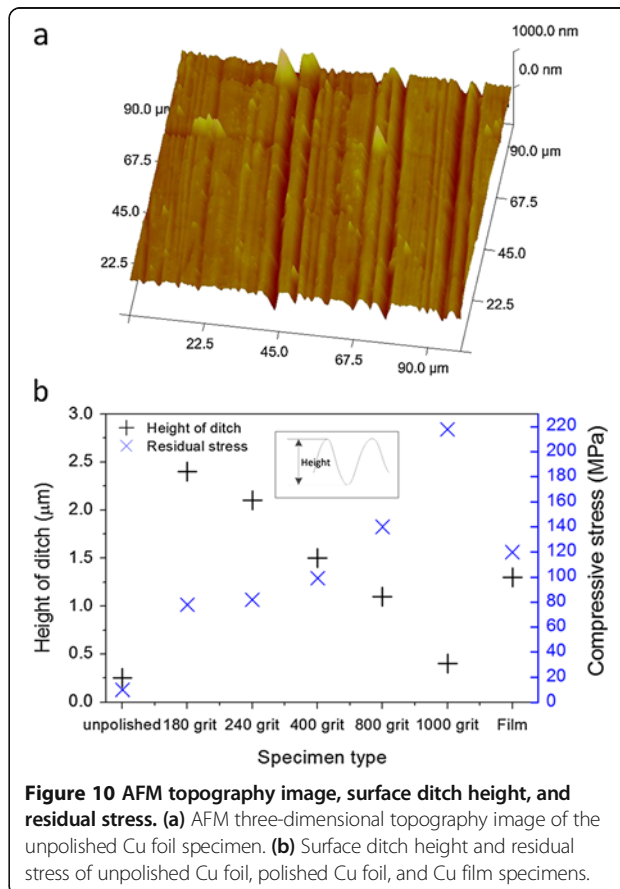 a
1000.0 nm
0.0 nm
90.0 µm
67.5
45.0
22.5
90.0 µm
67.5
45.0
22.5
22.5
45.0
67.5
90.0 µm
b
Height of ditch
Residual stress
Height
3.0
2.5
2.0
1.5
1.0
0.5
0.0
Height of ditch (µm)
220
200
180
160
140
120
100
80
60
40
20
0
Compressive stress (MPa)
unpolished 180 grit 240 grit 400 grit 800 grit 1000 grit Film
Specimen type
Figure 10 AFM topography image, surface ditch height, and
residual stress. (a) AFM three-dimensional topography image of the
unpolished Cu foil specimen. (b) Surface ditch height and residual
stress of unpolished Cu foil, polished Cu foil, and Cu film specimens.